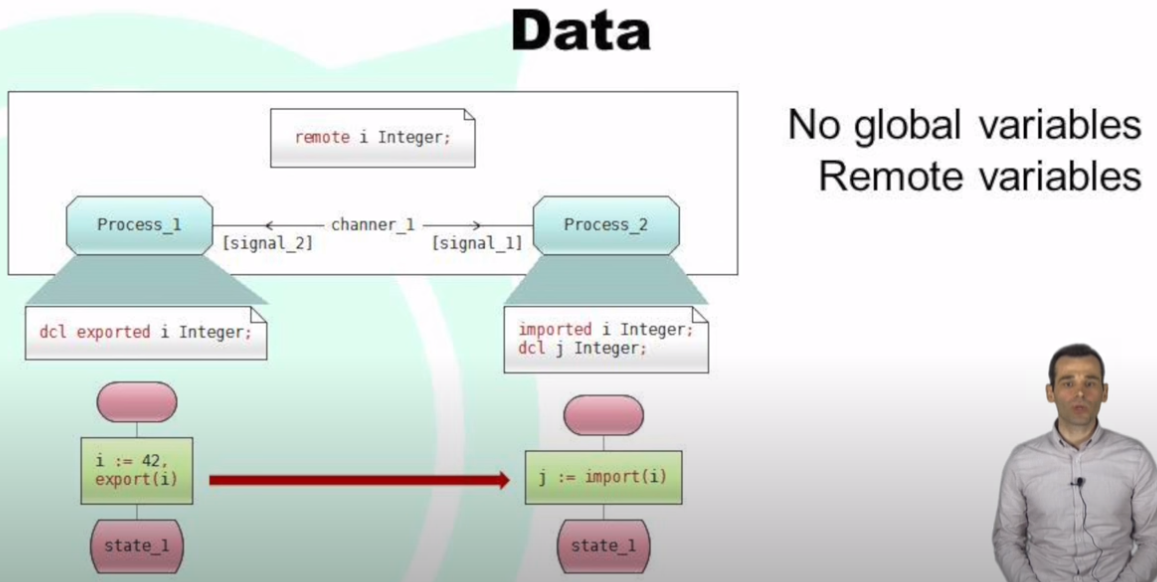 Data
No global variables
Remote variables
remote i Integer;
Process_1
channer_1
Process_2
[signal_2]
[signal_1]
dcl exported i Integer;
imported i Integer;
dcl j Integer;
i := 42,
export(i)
j := import(i)
state_1
state_1